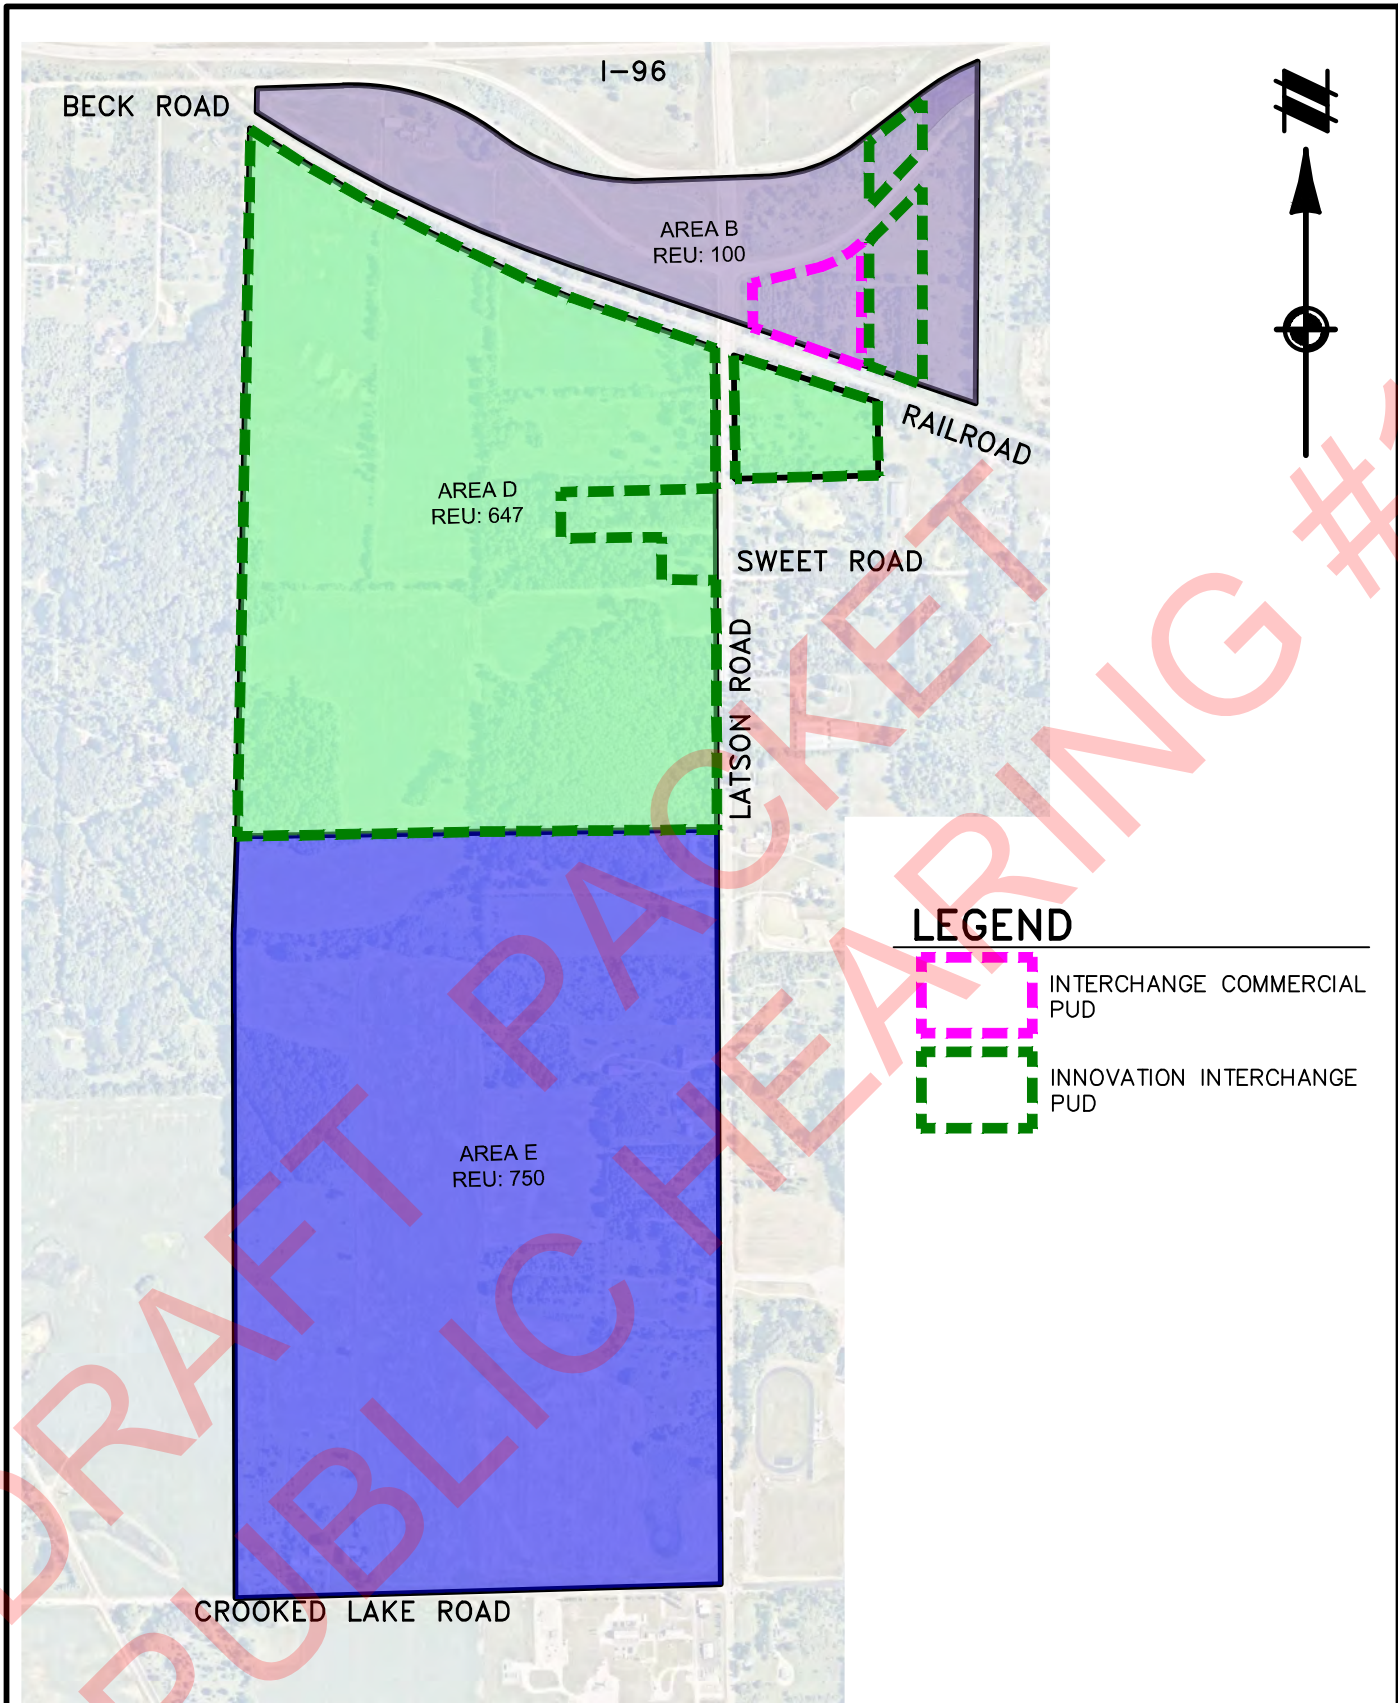 I-96
BECK ROAD
AREA B
REU: 100
RAILROAD
AREA D
REU: 647
SWEET ROAD
LATSON ROAD
LEGEND
INTERCHANGE COMMERCIAL
PUD
INNOVATION INTERCHANGE
PUD
AREA E
REU: 750
CROOKED LAKE ROAD
DRAFT PACKET
PUBLIC HEARING #